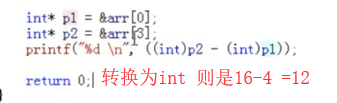 int* p1 = &arr[0];
int* p2 = &arr[3];
printf("%d \n", ((int)p2 - (int)p1));
return 0; 转换为int 则是16-4 =12
}